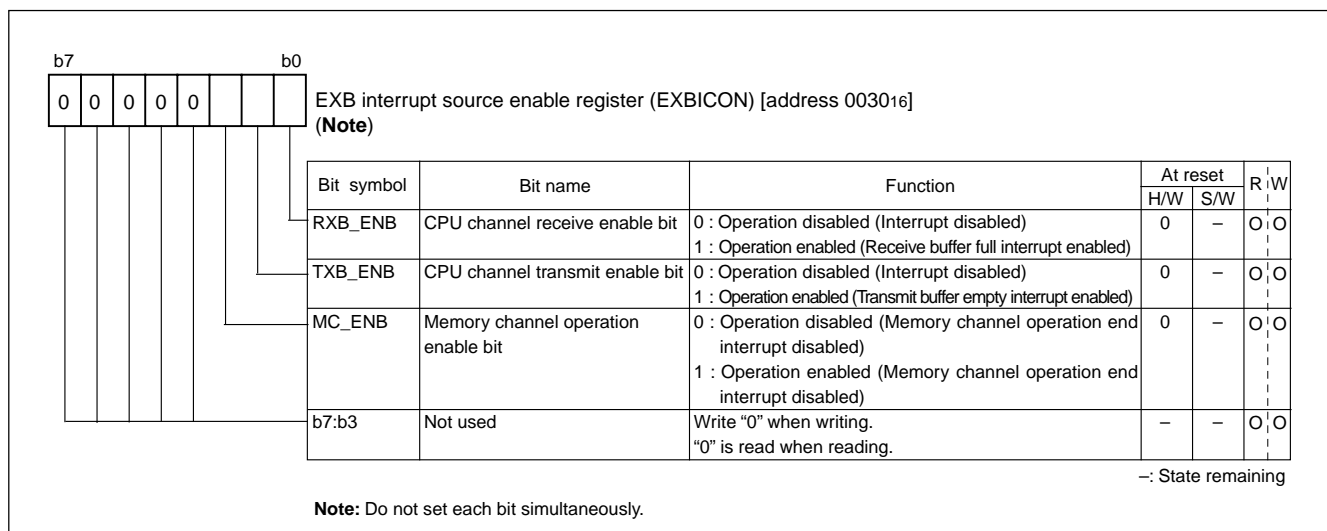 b7 b0
0 0 0 0 0
EXB interrupt source enable register (EXBICON) [address 003016]
(Note)
Bit symbol Bit name Function At reset R W
H/W S/W
RXB_ENB CPU channel receive enable bit 0 : Operation disabled (Interrupt disabled) 0 – O O
1 : Operation enabled (Receive buffer full interrupt enabled)
TXB_ENB CPU channel transmit enable bit 0 : Operation disabled (Interrupt disabled) 0 – O O
1 : Operation enabled (Transmit buffer empty interrupt enabled)
MC_ENB Memory channel operation 0 : Operation disabled (Memory channel operation end 0 – O O
enable bit interrupt disabled)
1 : Operation enabled (Memory channel operation end
interrupt disabled)
b7:b3 Not used Write “0” when writing. – – O O
“0” is read when reading.
–: State remaining
Note: Do not set each bit simultaneously.